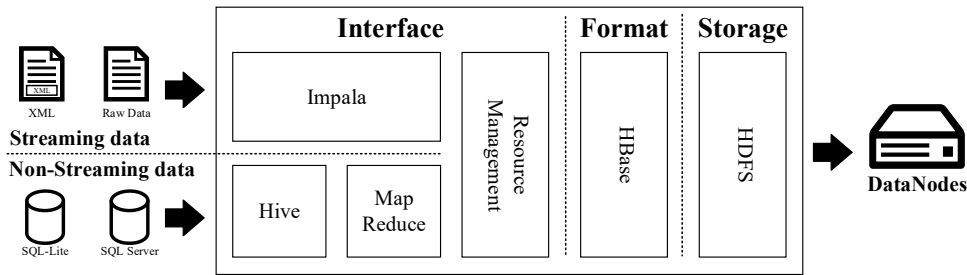 Interface
Format
Storage
XML
XML
Raw Data
Streaming data
Non-Streaming data
SQL-Lite
SQL Server
Impala
Hive
Map
Reduce
Resource
Management
HBase
HDFS
DataNodes